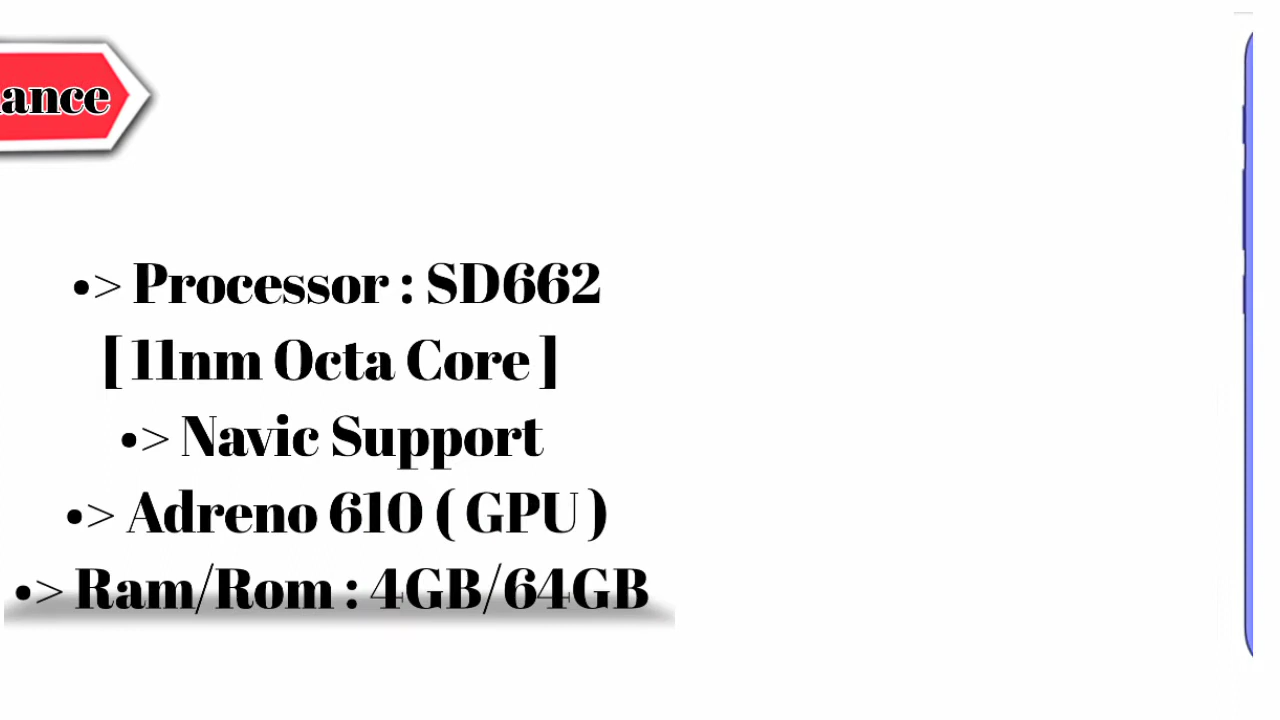 ance
•> Processor : SD662
[ 11nm Octa Core ]
•> Navic Support
•> Adreno 610 ( GPU )
•> Ram/Rom : 4GB/64GB